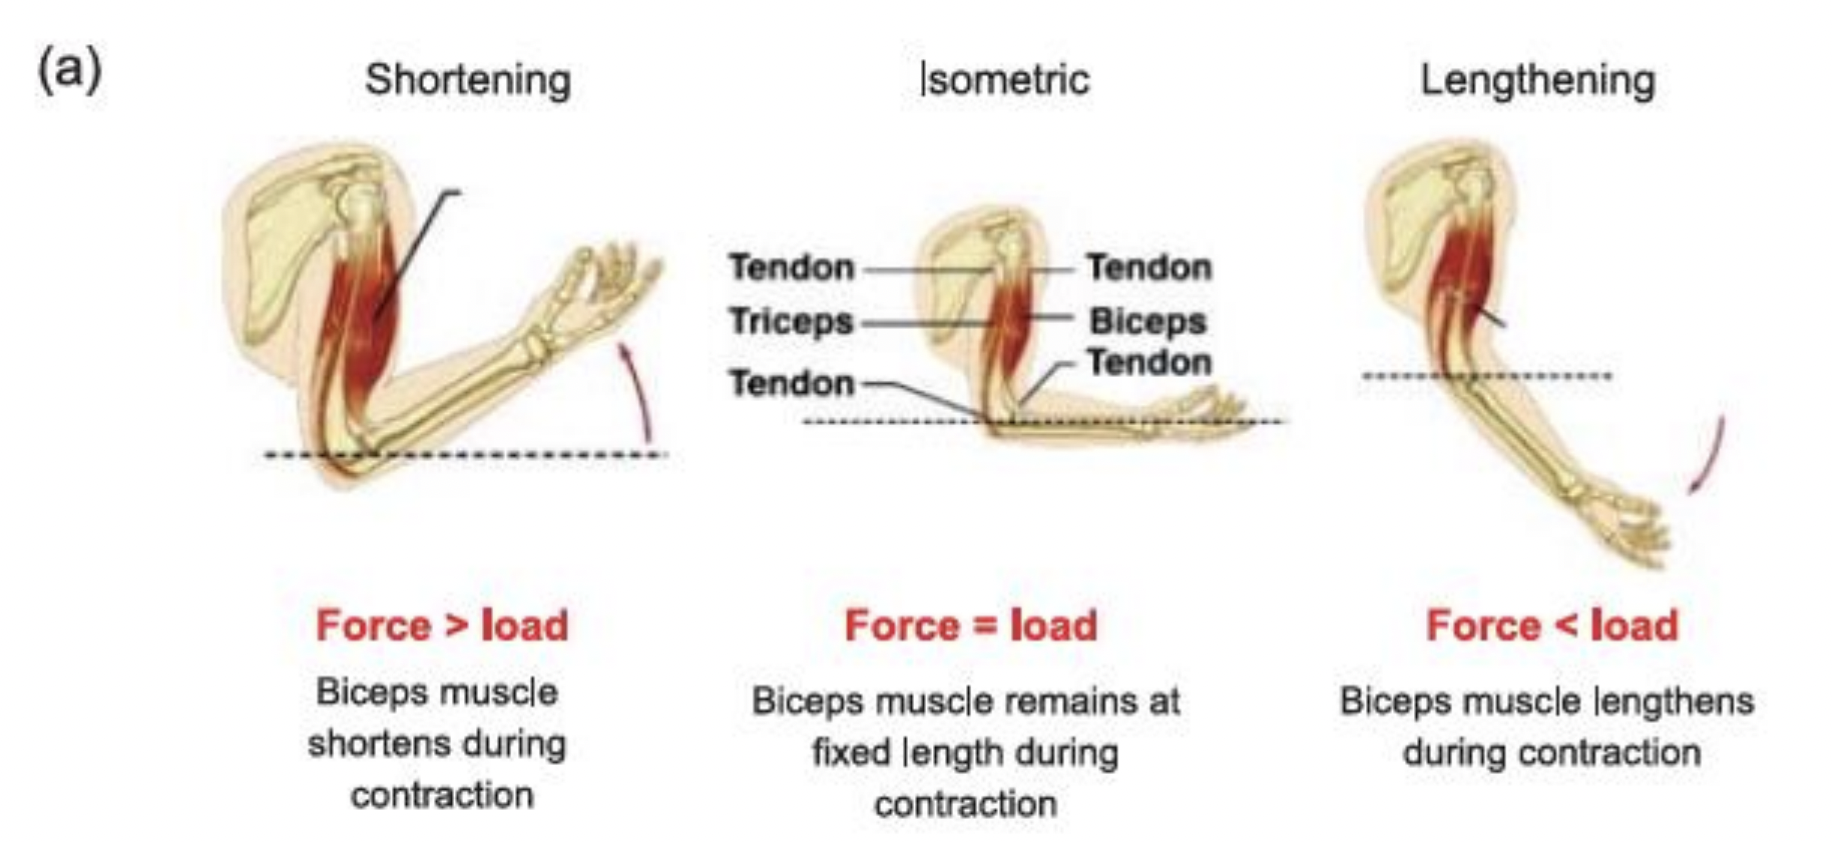 (a)
Shortening
Isometric
Lengthening
Tendon
Tendon
Triceps
Biceps
Tendon
Tendon
Force > load
Force = load
Force < load
Biceps muscle
shortens during
contraction
Biceps muscle remains at
fixed length during
contraction
Biceps muscle lengthens
during contraction